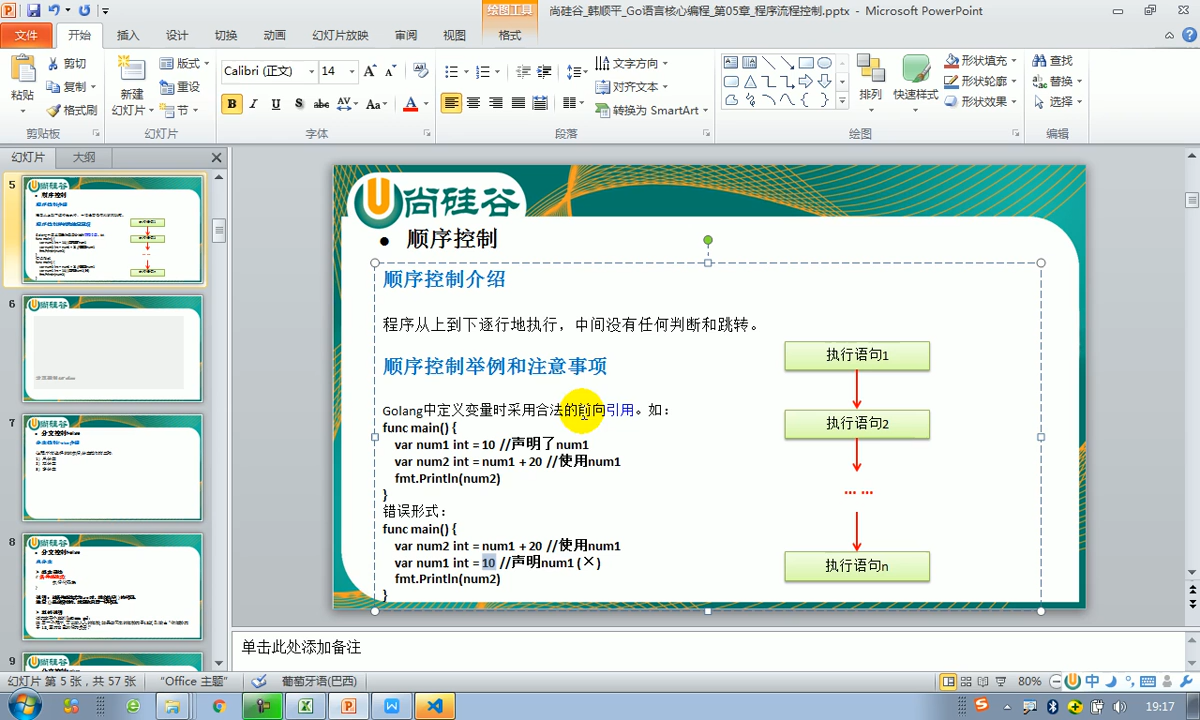 绘图工具
尚硅谷_韩顺平_Go语言核心编程_第05章_程序流程控制.pptx - Microsoft PowerPoint
文件 开始 插入 设计 切换 动画 幻灯片放映 审阅 视图 格式
粘贴 剪切 复制 格式刷 剪贴板
新建 幻灯片 版式 重设 节 幻灯片
Calibri (正文) 14 字体
文字方向 对齐文本 转换为 SmartArt 段落
排列 快速样式 形状填充 形状轮廓 形状效果 绘图
查找 替换 选择 编辑
幻灯片 大纲
5
6
7
8
9
尚硅谷
• 顺序控制
顺序控制介绍
程序从上到下逐行地执行，中间没有任何判断和跳转。
顺序控制举例和注意事项
Golang中定义变量时采用合法的前向引用。如：
func main() {
var num1 int = 10 //声明了num1
var num2 int = num1 + 20 //使用num1
fmt.Println(num2)
}
错误形式：
func main() {
var num2 int = num1 + 20 //使用num1
var num1 int = 10 //声明num1 (×)
fmt.Println(num2)
}
执行语句1
执行语句2
... ...
执行语句n
单击此处添加备注
幻灯片 第 5 张，共 57 张 "Office 主题" 葡萄牙语(巴西) 80% 中
19:17